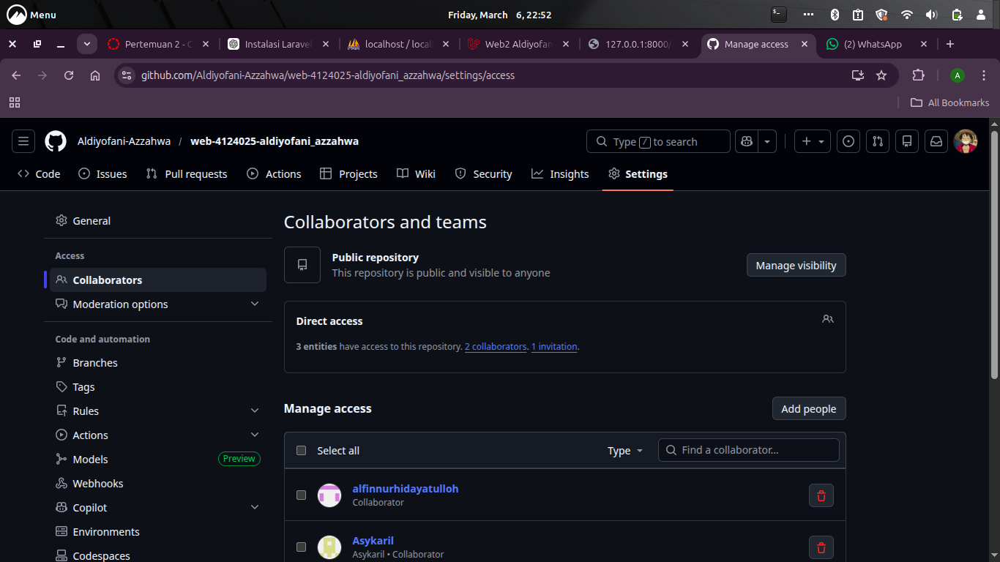 Menu
Friday, March 6, 22:52
Pertemuan 2 - C
Instalasi Laravel
localhost / local
Web2 Aldiyofan
127.0.0.1:8000/
Manage access
(2) WhatsApp
github.com/Aldiyofani-Azzahwa/web-4124025-aldiyofani_azzahwa/settings/access
A
All Bookmarks
Aldiyofani-Azzahwa / web-4124025-aldiyofani_azzahwa
Type / to search
Code
Issues
Pull requests
Actions
Projects
Wiki
Security
Insights
Settings
General
Access
Collaborators
Moderation options
Code and automation
Branches
Tags
Rules
Actions
Models
Preview
Webhooks
Copilot
Environments
Codespaces
Collaborators and teams
Public repository
This repository is public and visible to anyone
Manage visibility
Direct access
3 entities have access to this repository. 2 collaborators. 1 invitation.
Manage access
Add people
Select all
Type
Find a collaborator...
alfinnurhidayatulloh
Collaborator
Asykaril
Asykaril • Collaborator